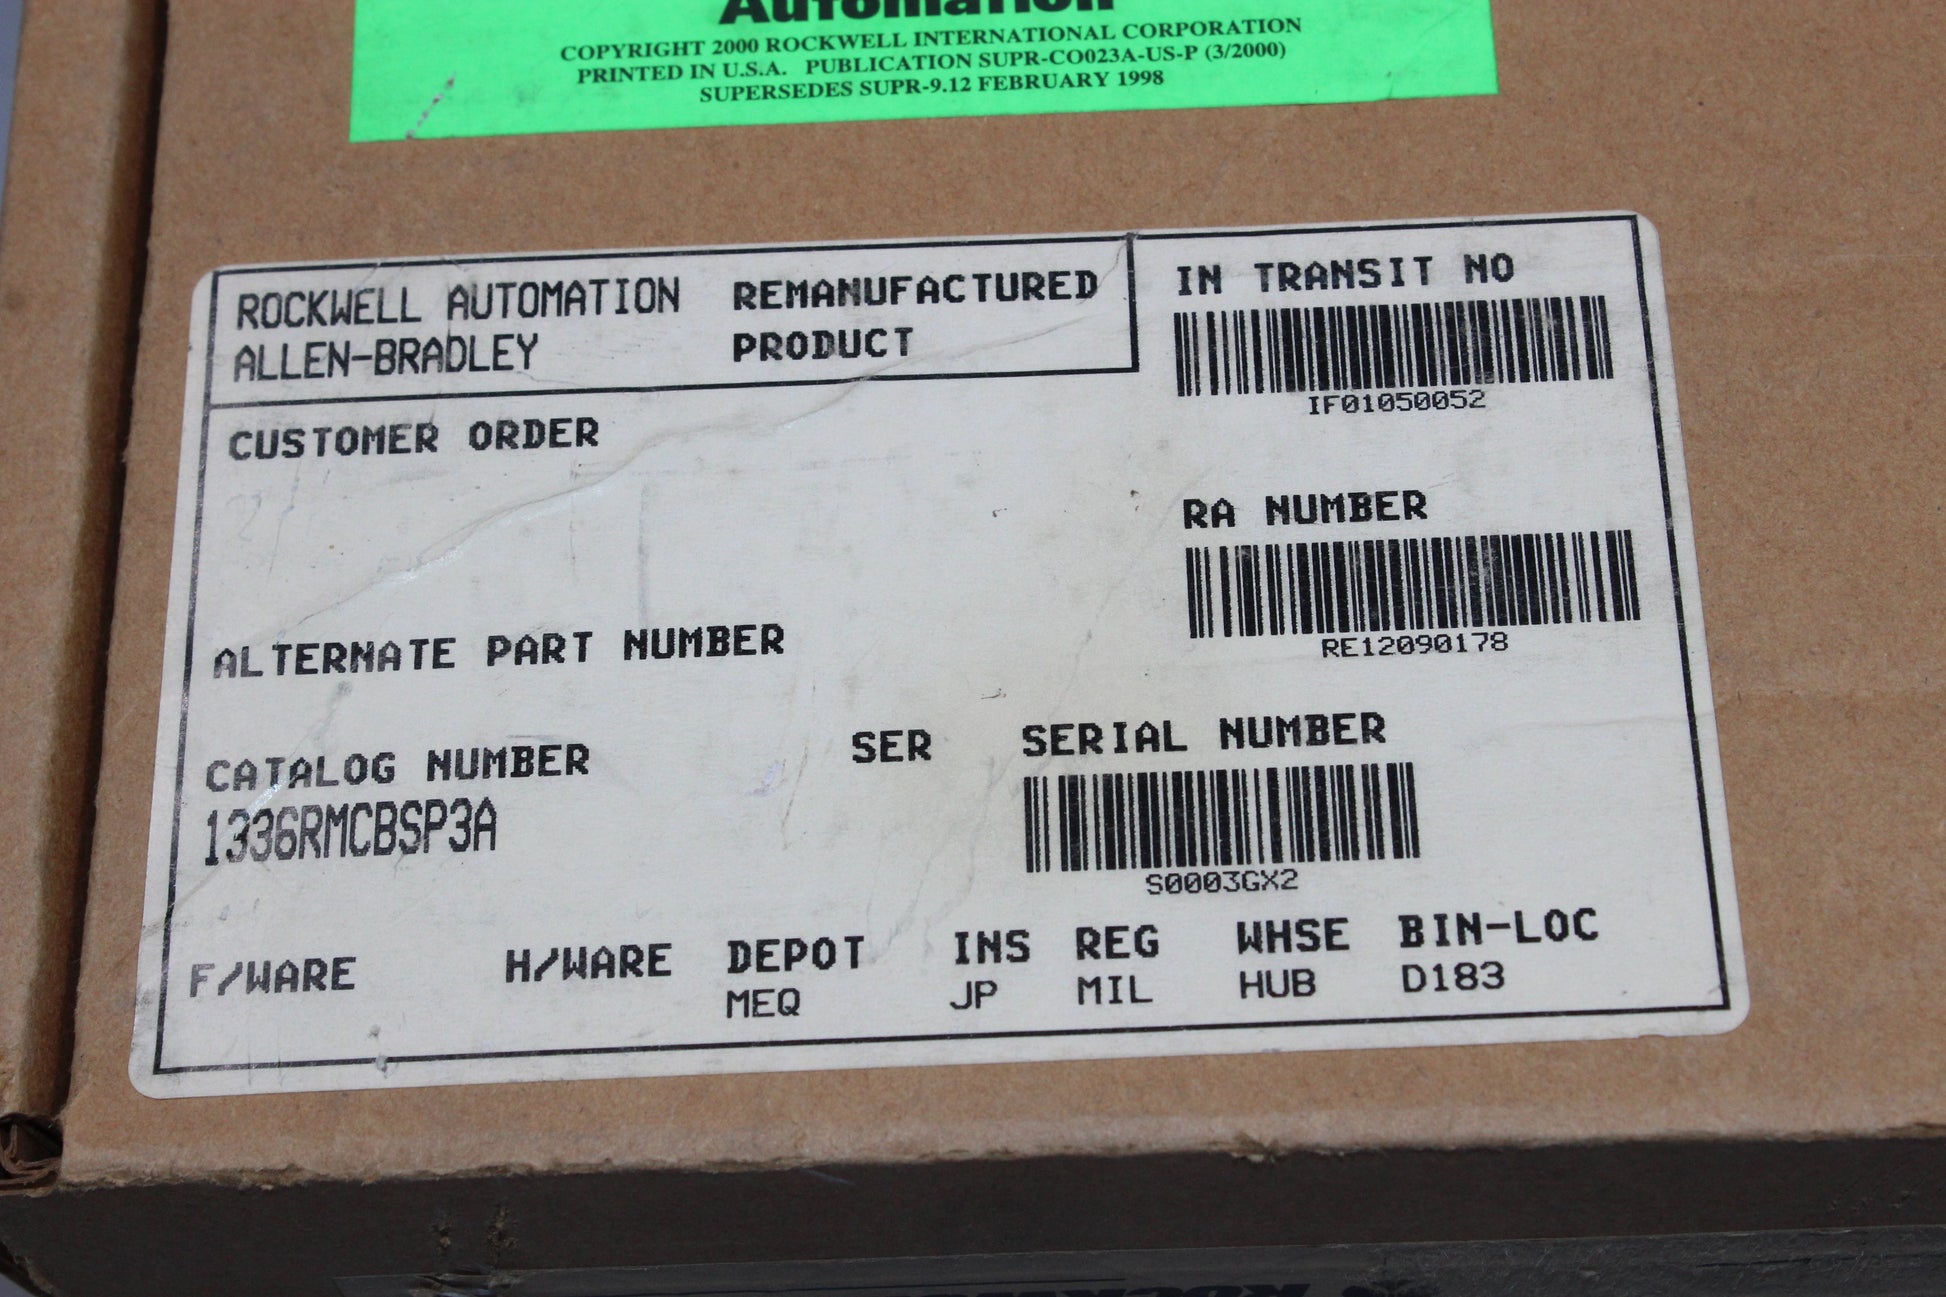 Automation
COPYRIGHT 2000 ROCKWELL INTERNATIONAL CORPORATION
PRINTED IN U.S.A. PUBLICATION SUPR-CO023A-US-P (3/2000)
SUPERSEDES SUPR-9.12 FEBRUARY 1998
ROCKWELL AUTOMATION REMANUFACTURED
ALLEN-BRADLEY PRODUCT
IN TRANSIT NO
IF01050052
CUSTOMER ORDER
RA NUMBER
RE12090178
ALTERNATE PART NUMBER
CATALOG NUMBER SER SERIAL NUMBER
1336RMCBSP3A
S0003GX2
F/WARE H/WARE DEPOT INS REG WHSE BIN-LOC
MEQ JP MIL HUB D183